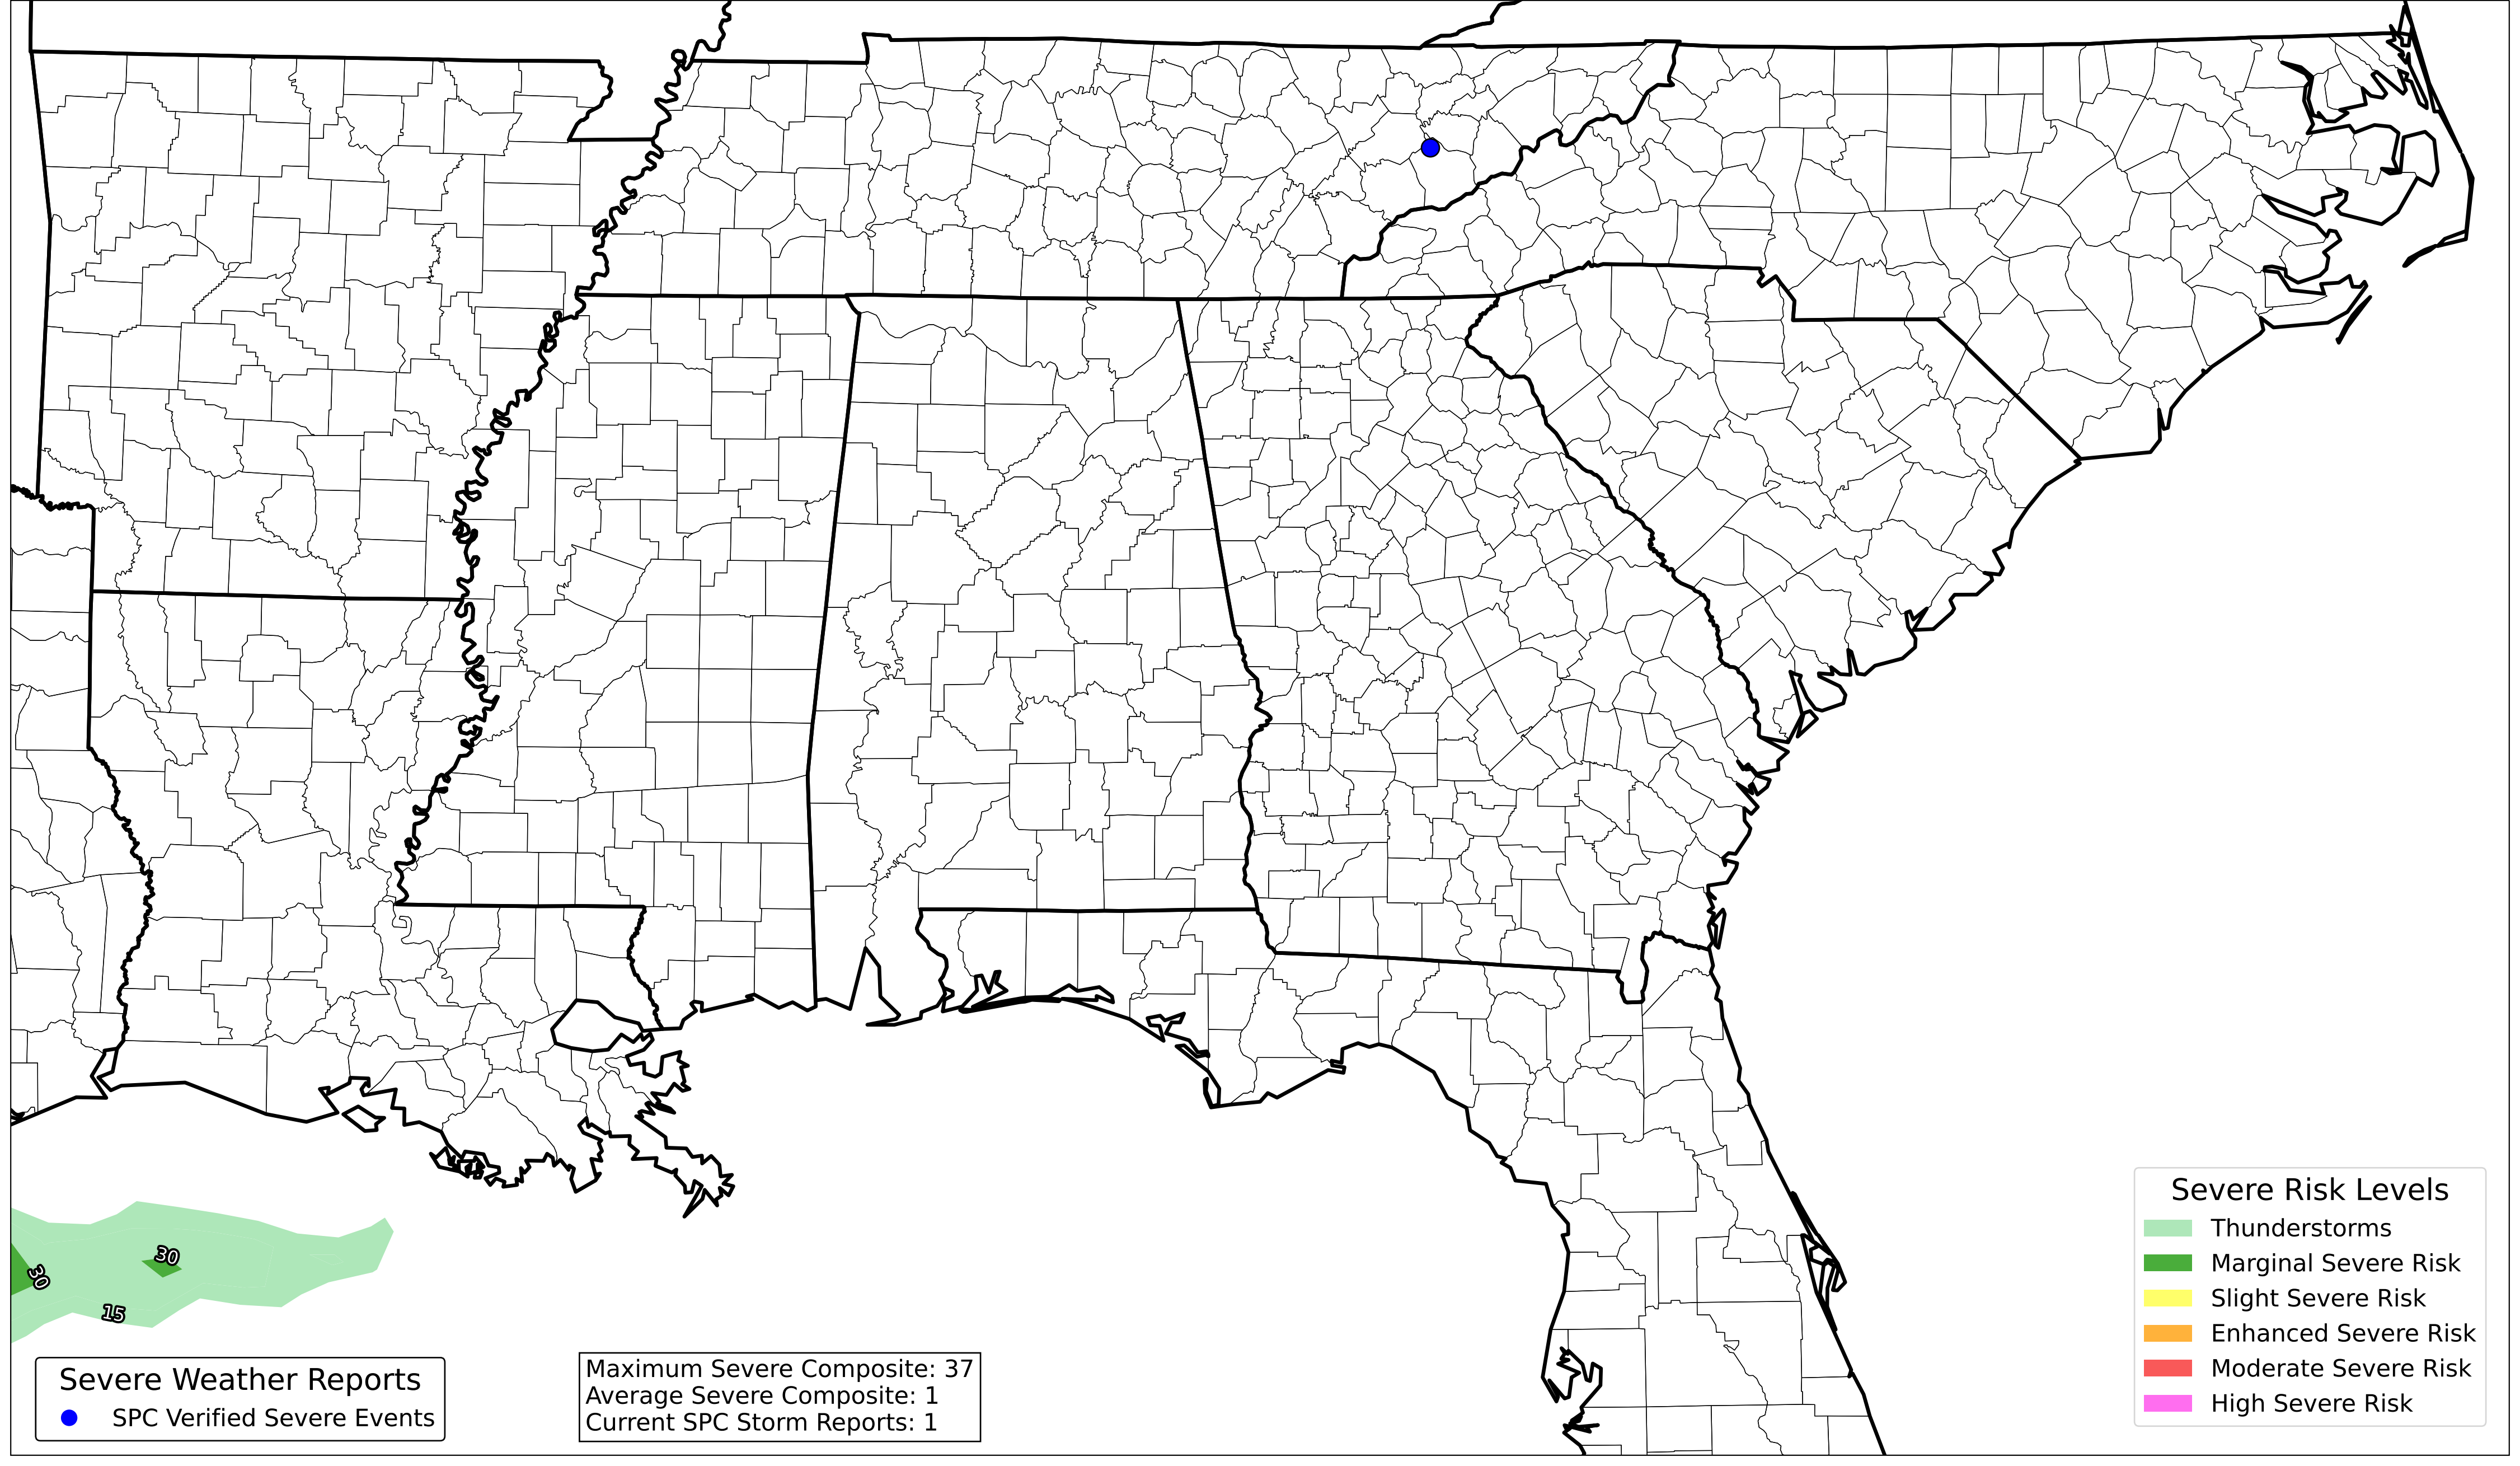 30
30
15
Severe Weather Reports
SPC Verified Severe Events
Maximum Severe Composite: 37
Average Severe Composite: 1
Current SPC Storm Reports: 1
Severe Risk Levels
Thunderstorms
Marginal Severe Risk
Slight Severe Risk
Enhanced Severe Risk
Moderate Severe Risk
High Severe Risk